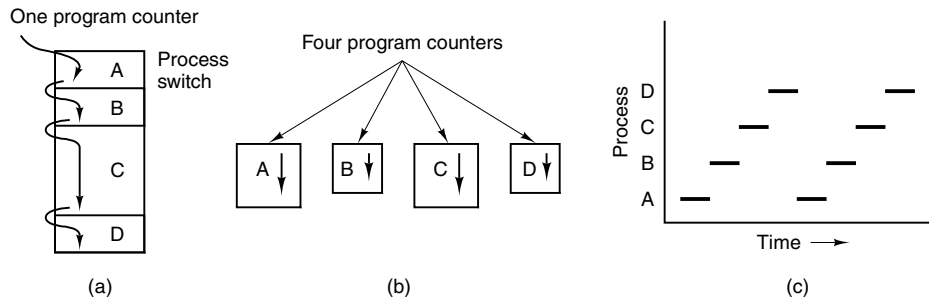 One program counter
Process
switch
A
B
C
D
(a)
Four program counters
A
B
C
D
(b)
Process
D
C
B
A
Time
(c)